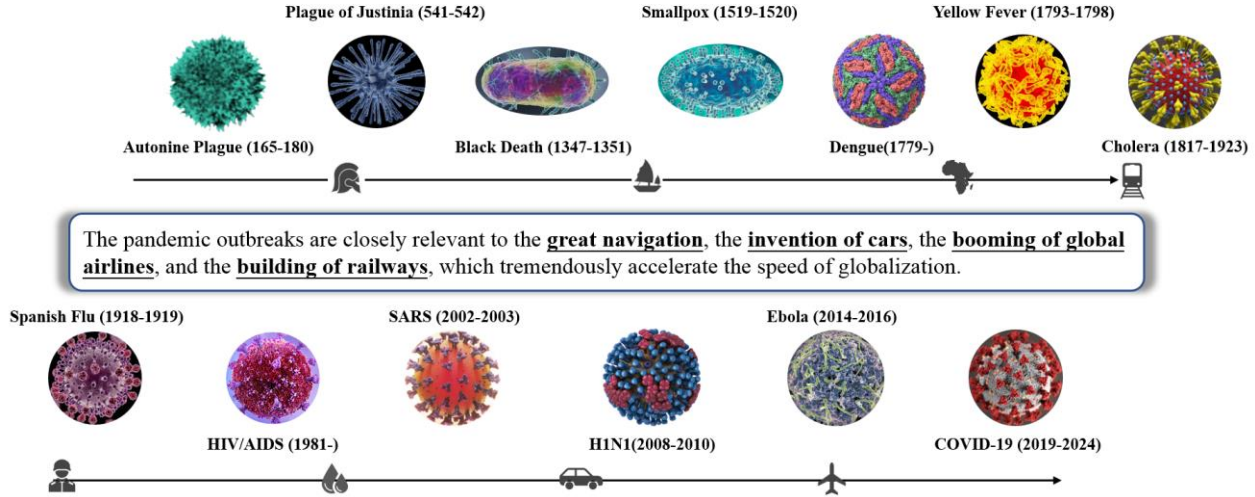 Plague of Justinia (541-542)
Smallpox (1519-1520)
Yellow Fever (1793-1798)
Autonine Plague (165-180)
Black Death (1347-1351)
Dengue(1779-)
Cholera (1817-1923)
The pandemic outbreaks are closely relevant to the great navigation, the invention of cars, the booming of global
airlines, and the building of railways, which tremendously accelerate the speed of globalization.
Spanish Flu (1918-1919)
SARS (2002-2003)
Ebola (2014-2016)
HIV/AIDS (1981-)
H1N1(2008-2010)
COVID-19 (2019-2024)